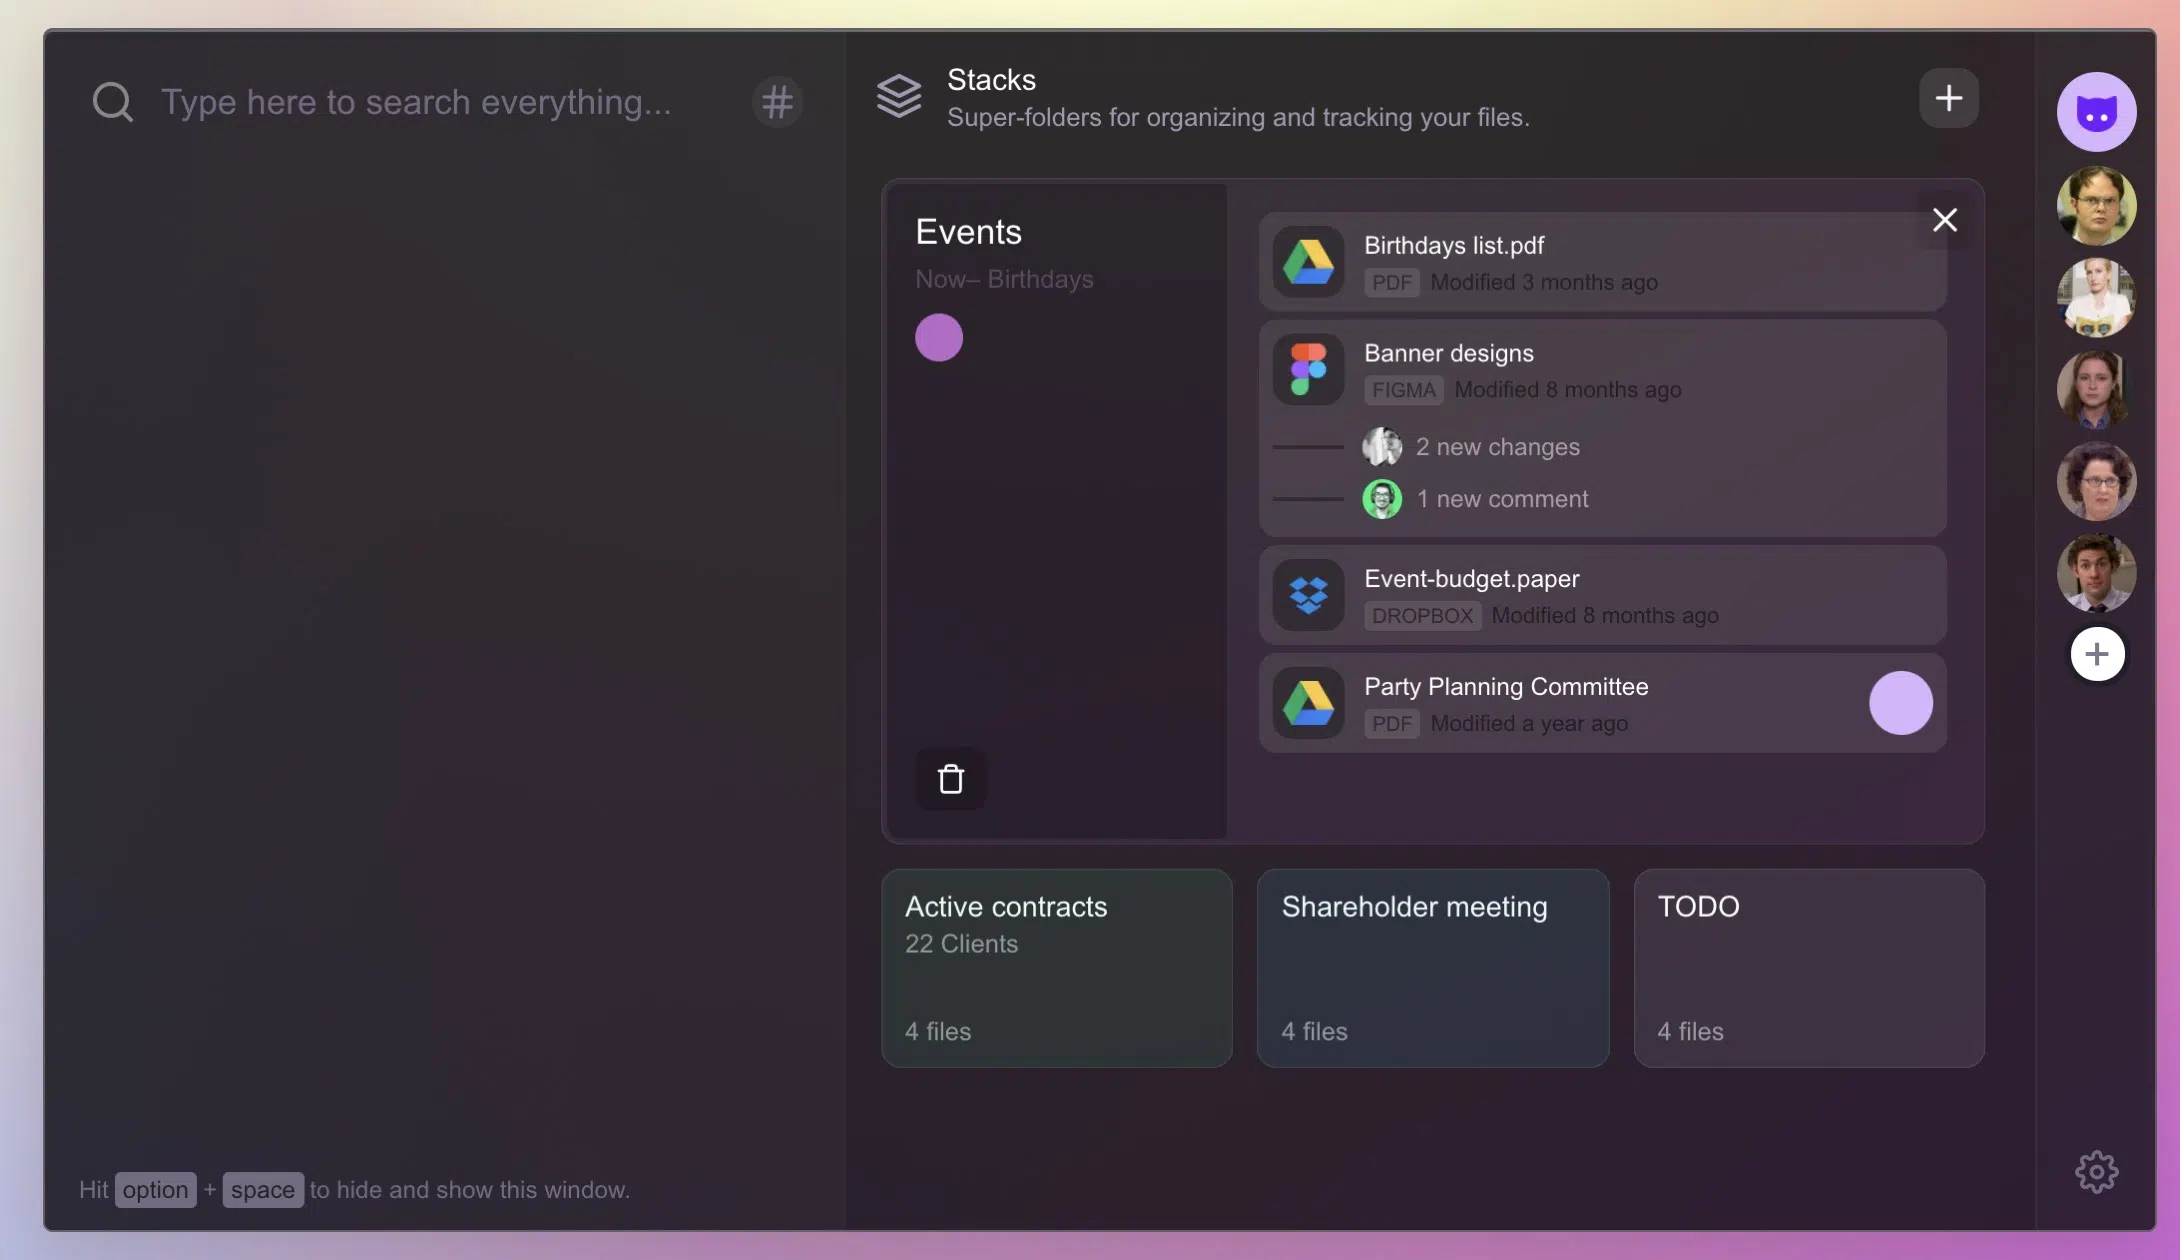 Type here to search everything...
#
Stacks
Super-folders for organizing and tracking your files.
Events
Now– Birthdays
Birthdays list.pdf
PDF Modified 3 months ago
Banner designs
FIGMA Modified 8 months ago
2 new changes
1 new comment
Event-budget.paper
DROPBOX Modified 8 months ago
Party Planning Committee
PDF Modified a year ago
Active contracts
22 Clients
4 files
Shareholder meeting
4 files
TODO
4 files
Hit option + space to hide and show this window.